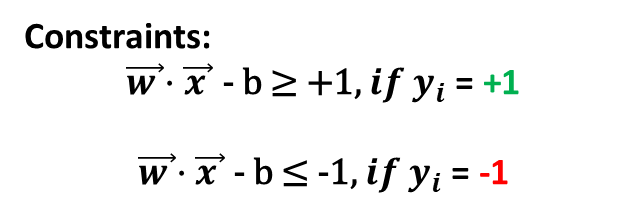 Constraints:
w⃗ · x⃗ - b ≥ +1, if yᵢ = +1
w⃗ · x⃗ - b ≤ -1, if yᵢ = -1